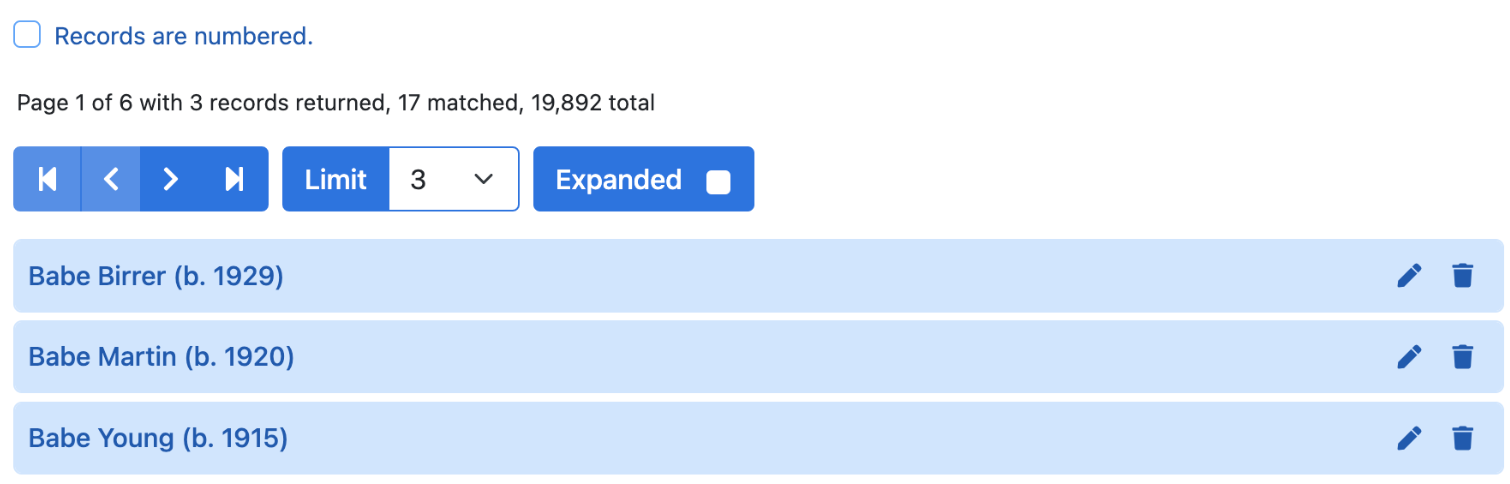 Records are numbered.
Page 1 of 6 with 3 records returned, 17 matched, 19,892 total
Limit 3 Expanded
Babe Birrer (b. 1929)
Babe Martin (b. 1920)
Babe Young (b. 1915)